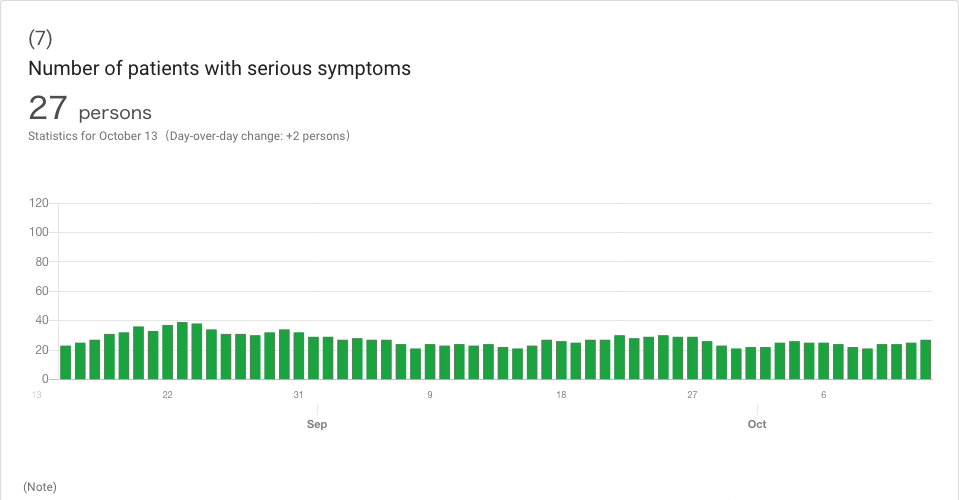 (7)
Number of patients with serious symptoms
27 persons
Statistics for October 13（Day-over-day change: +2 persons）
120
100
80
60
40
20
0
13 22 31 9 18 27 6
Sep Oct
(Note)